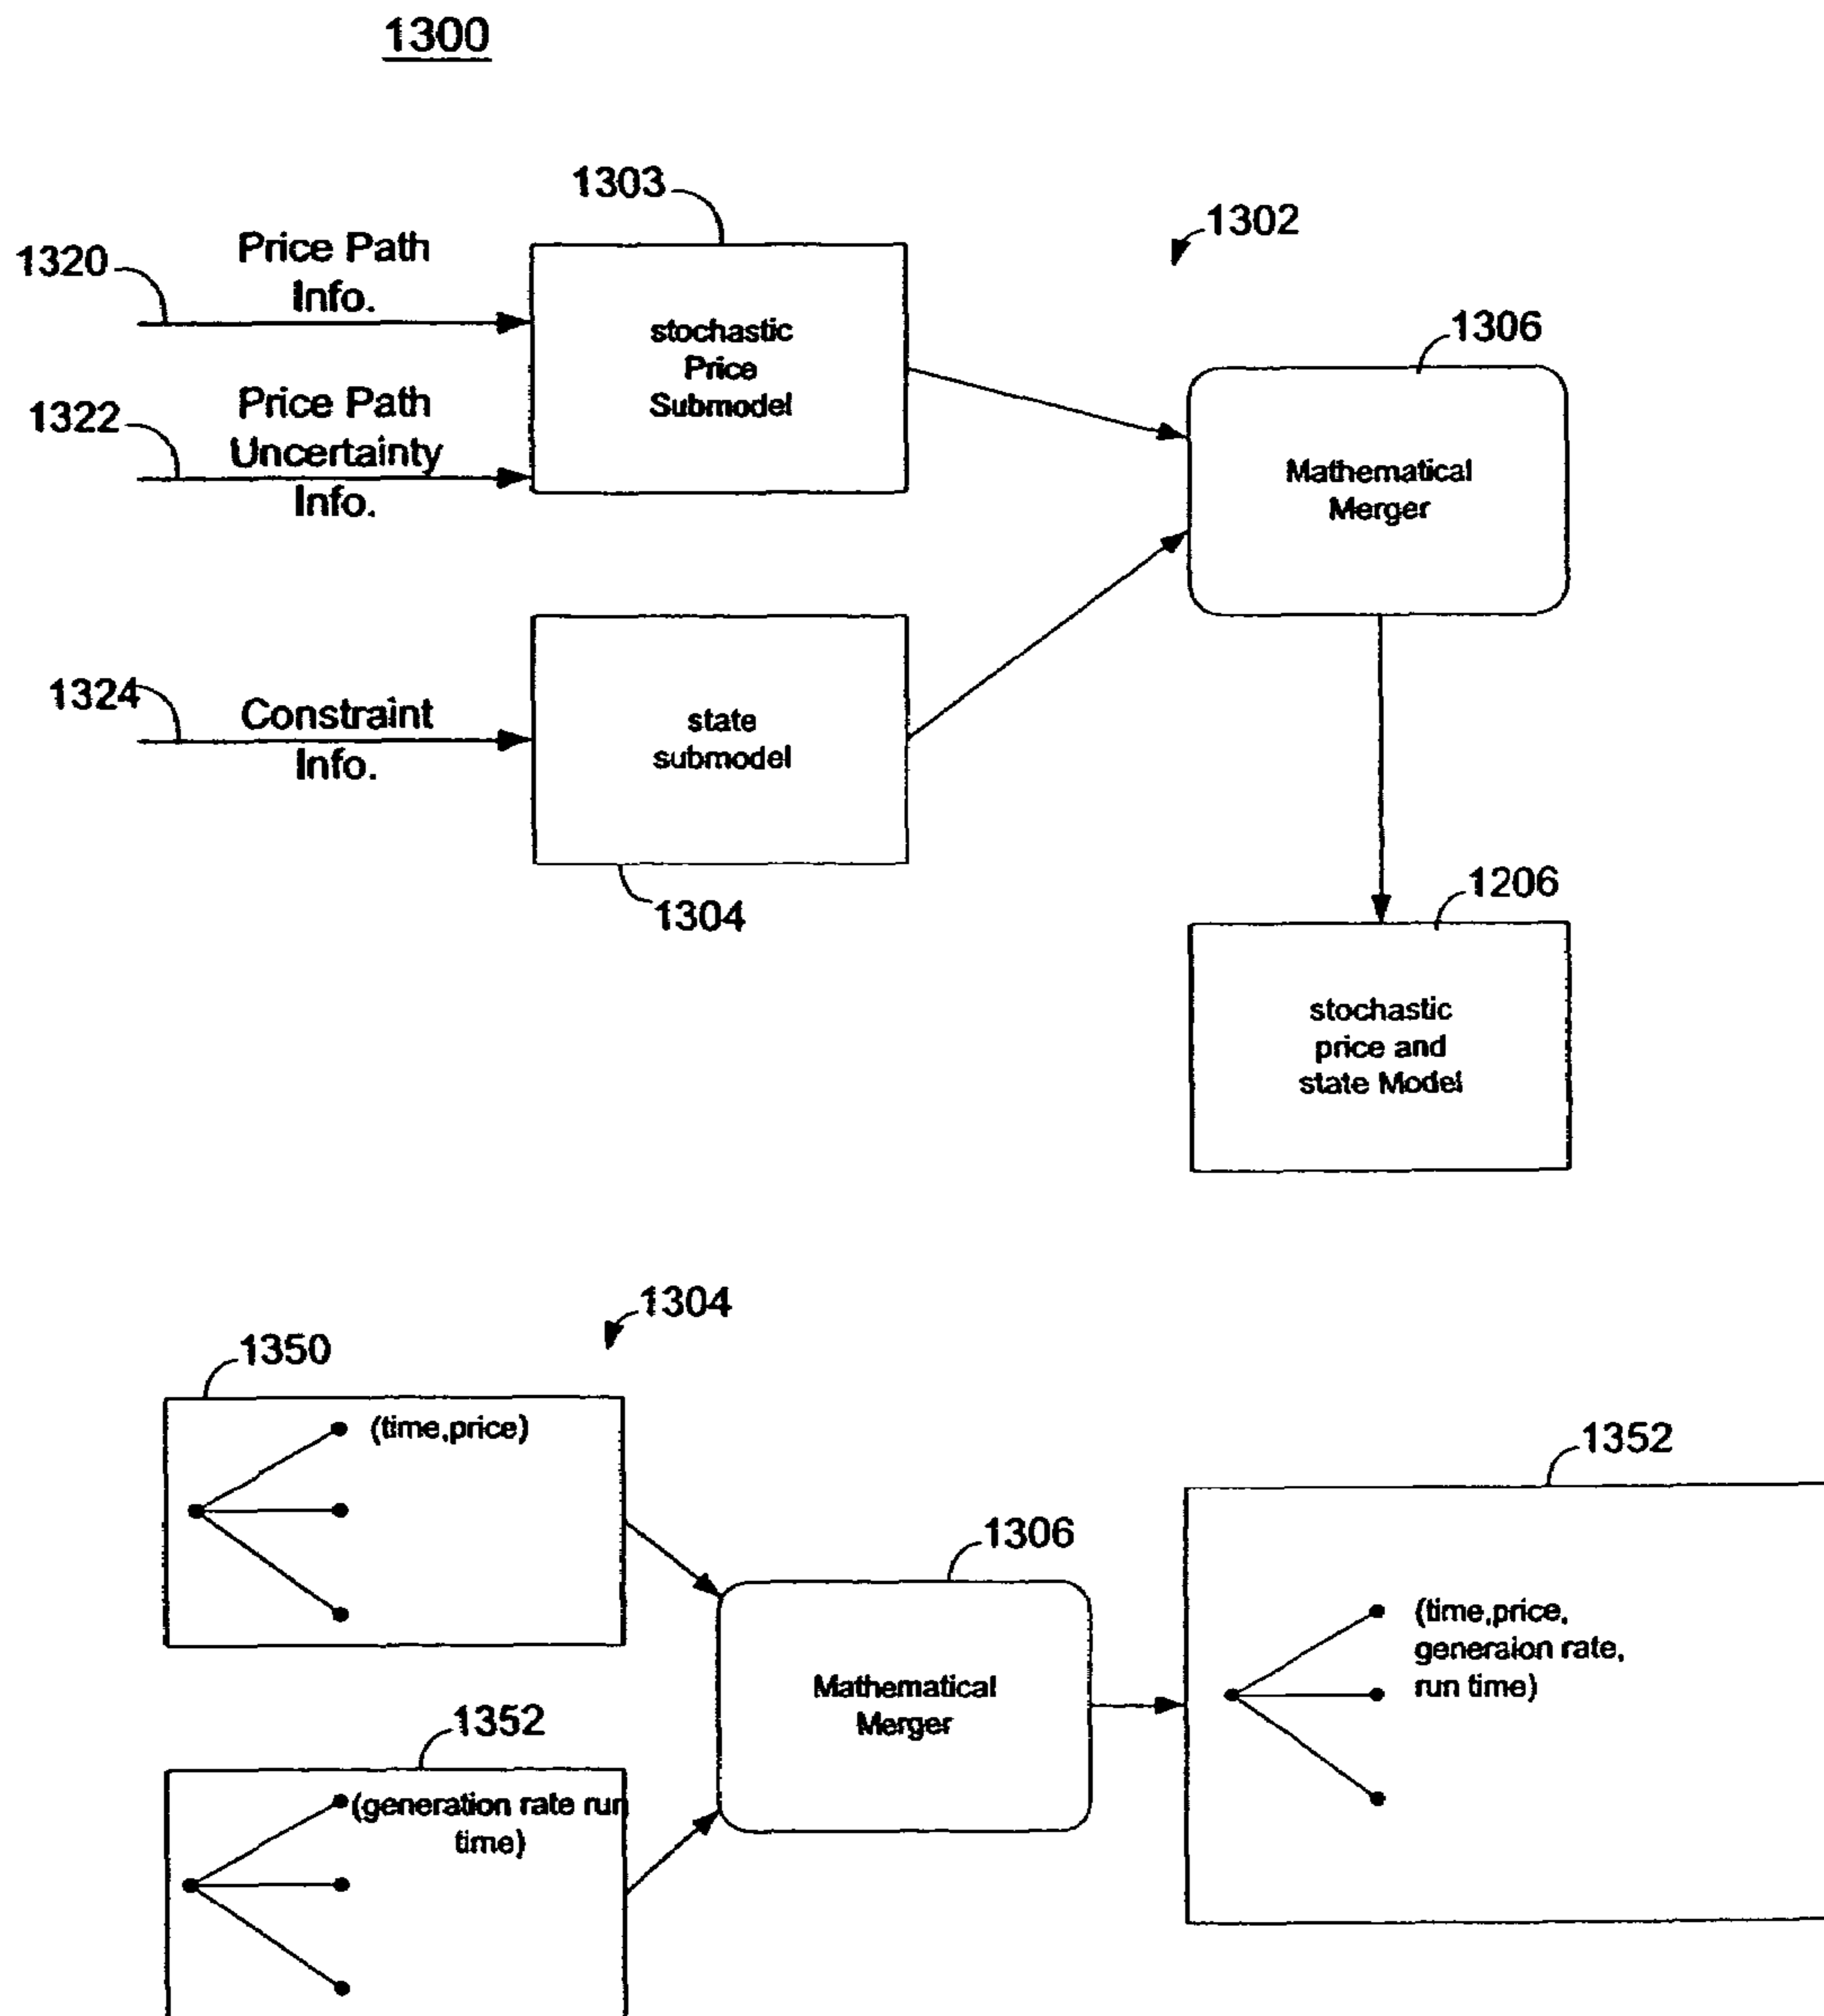 1300
1303
1302
1320
Price Path
Info.
stochastic
Price
Submodel
1306
1322
Price Path
Uncertainty
Info.
Mathematical
Merger
1324
Constraint
Info.
state
submodel
1304
1206
stochastic
price and
state Model
1304
1350
(time,price)
1352
1306
(time,price,
generaion rate,
run time)
Mathematical
Merger
1352
(generation rate run
time)